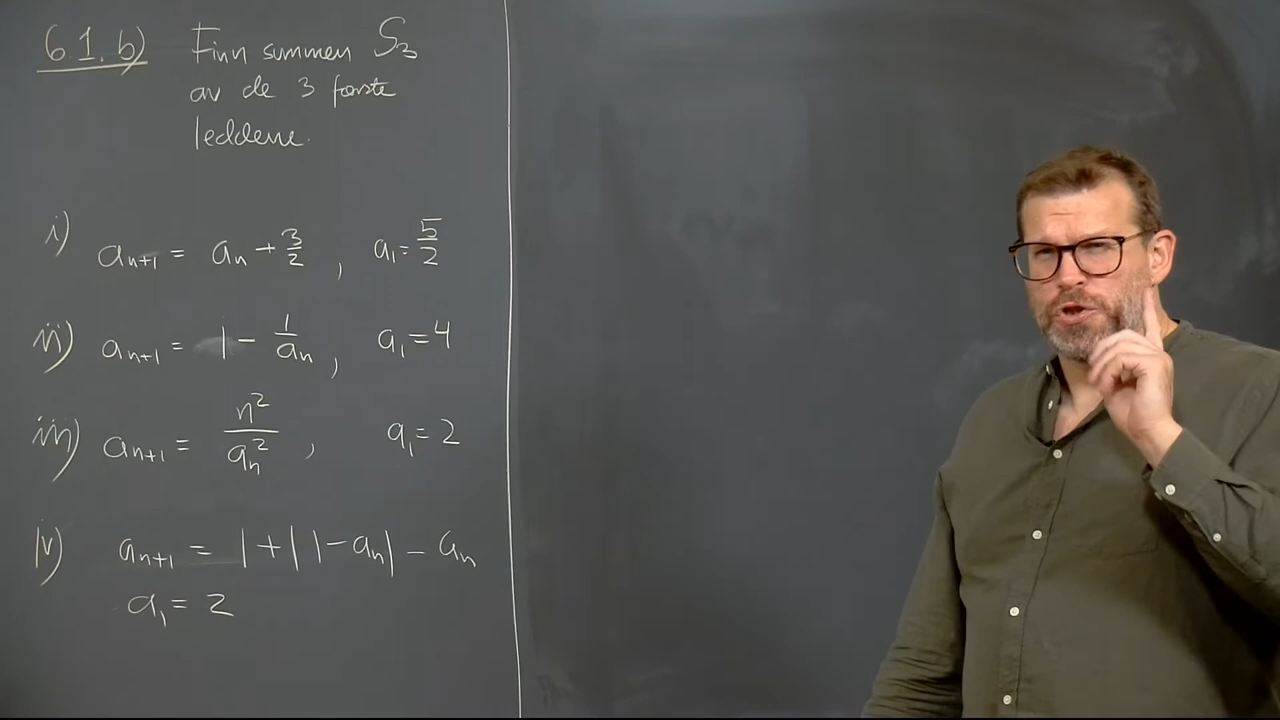 6.1.b) Finn summen S₃
av de 3 første
leddene.
i) aₙ₊₁ = aₙ + 3/2 , a₁ = 5/2
ii) aₙ₊₁ = 1 - 1/aₙ , a₁ = 4
iii) aₙ₊₁ = n²/aₙ² , a₁ = 2
iv) aₙ₊₁ = 1 + |1 - aₙ| - aₙ
a₁ = 2